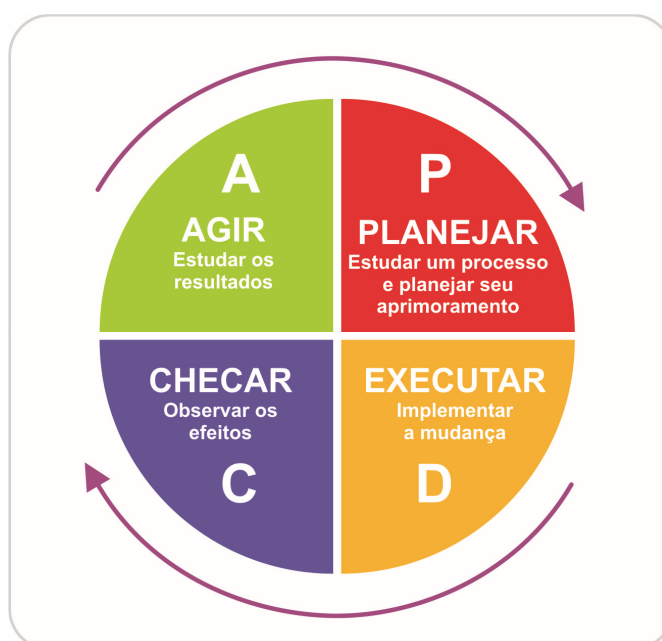 A
AGIR
Estudar os
resultados
P
PLANEJAR
Estudar um processo
e planejar seu
aprimoramento
CHECAR
Observar os
efeitos
C
EXECUTAR
Implementar
a mudança
D